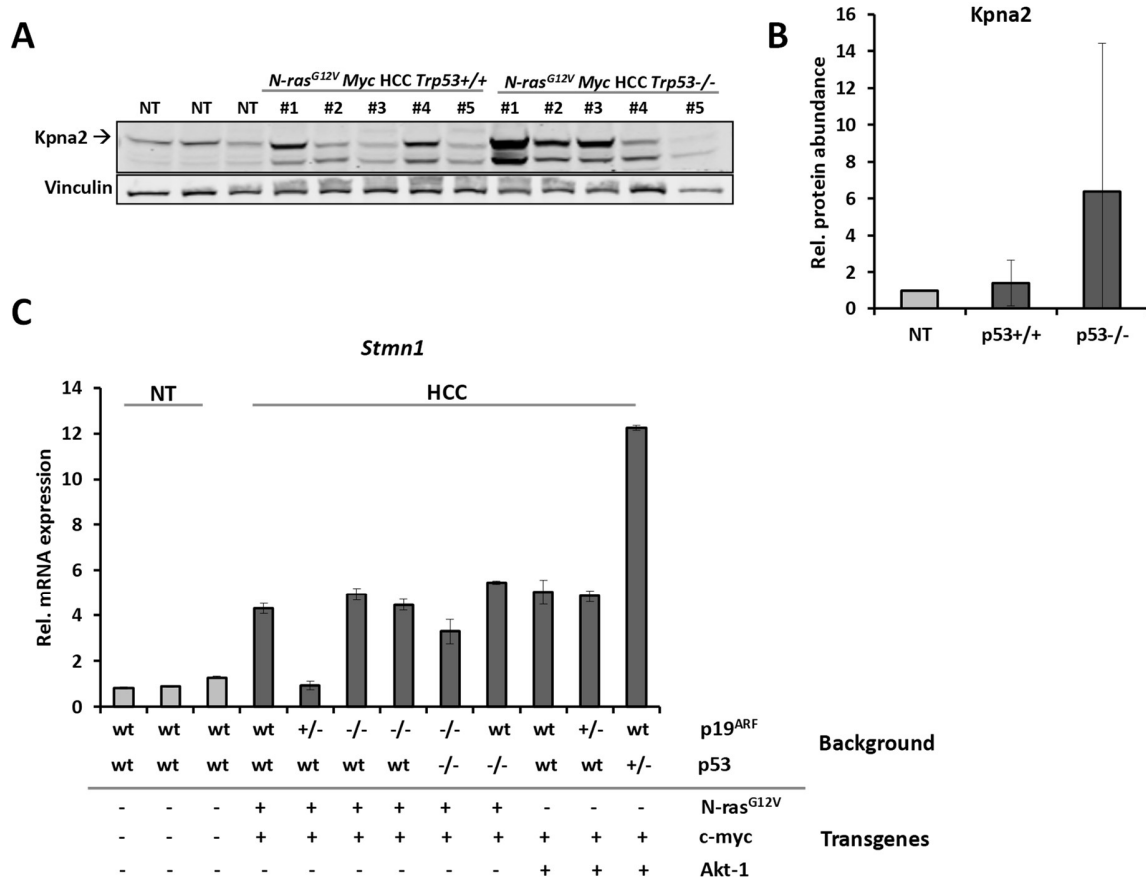 A
N-ras^G12V Myc HCC Trp53+/+ N-ras^G12V Myc HCC Trp53-/-
NT NT NT #1 #2 #3 #4 #5 #1 #2 #3 #4 #5
Kpna2 →
Vinculin
B
Kpna2
Rel. protein abundance
16
14
12
10
8
6
4
2
0
NT p53+/+ p53-/-
C
Stmn1
NT HCC
Rel. mRNA expression
14
12
10
8
6
4
2
0
wt wt wt wt +/- -/- -/- -/- wt wt +/- wt p19^ARF
wt wt wt wt wt wt wt -/- -/- wt wt +/- p53
Background
- - - + + + + + + - - - N-ras^G12V
- - - + + + + + + + + + c-myc
- - - - - - - - - + + + Akt-1
Transgenes